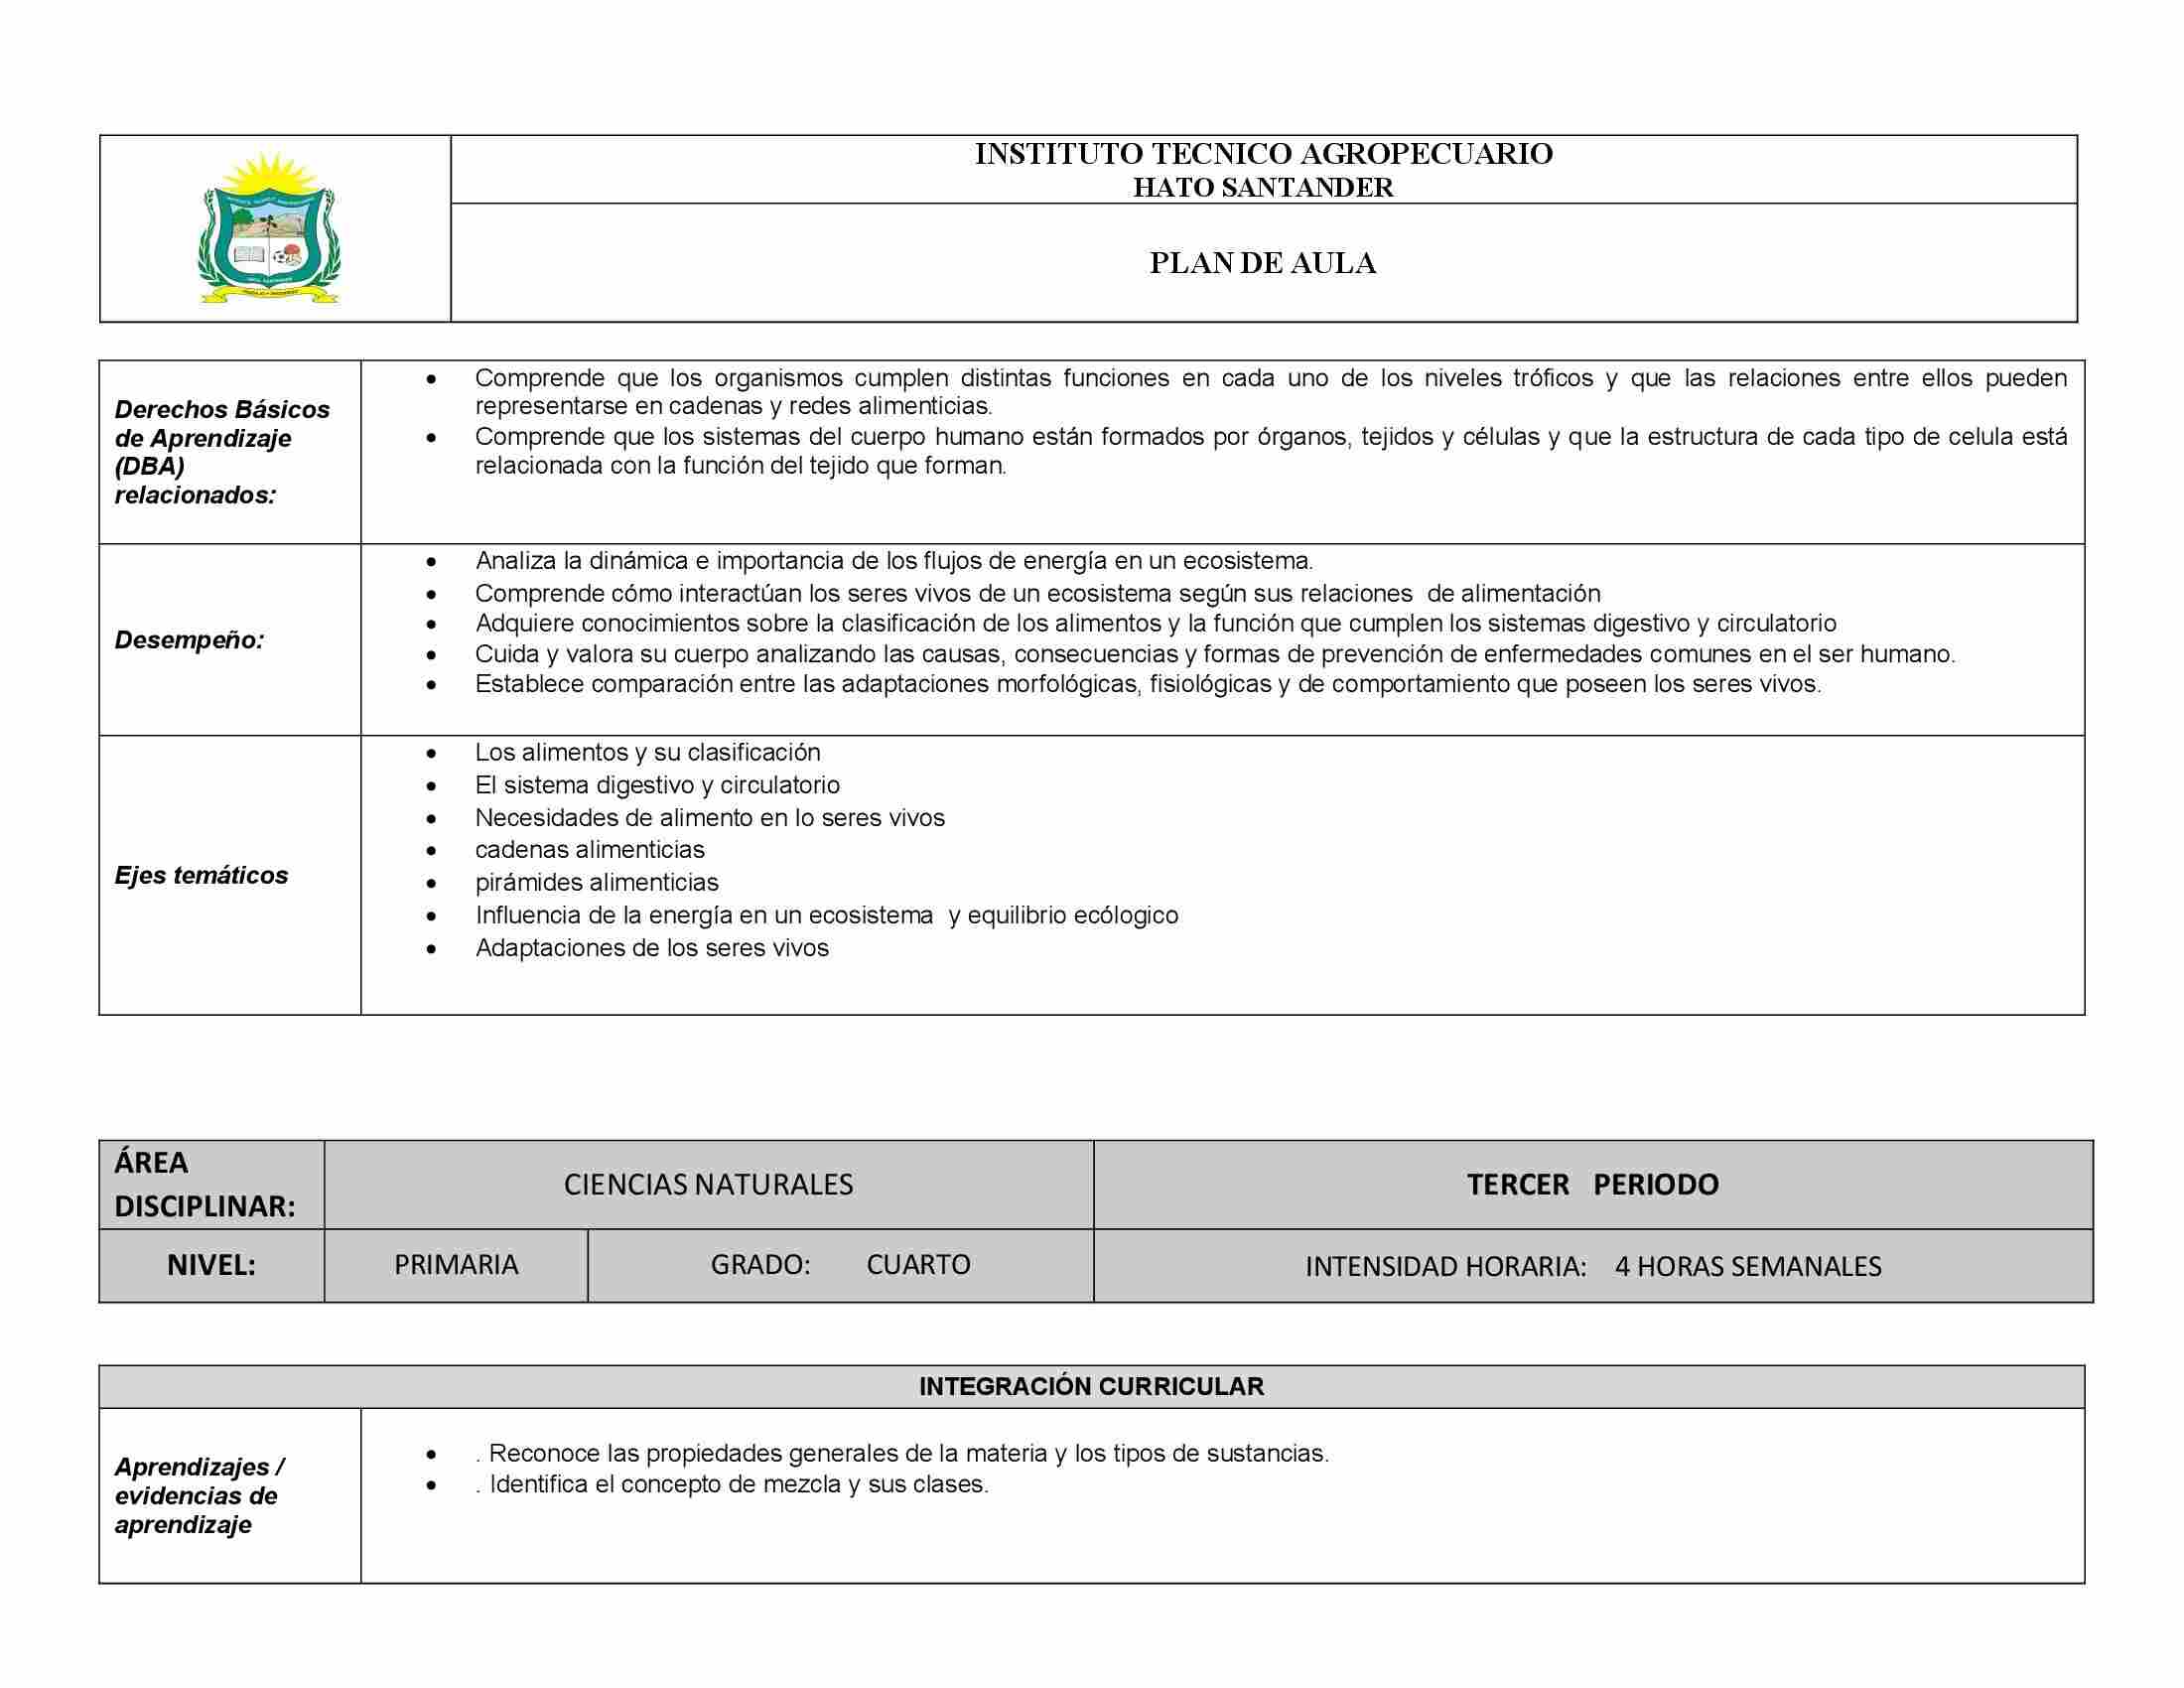 INSTITUTO TECNICO AGROPECUARIO
HATO SANTANDER
PLAN DE AULA
Derechos Básicos
de Aprendizaje
(DBA)
relacionados:
• Comprende que los organismos cumplen distintas funciones en cada uno de los niveles tróficos y que las relaciones entre ellos pueden
representarse en cadenas y redes alimenticias.
• Comprende que los sistemas del cuerpo humano están formados por órganos, tejidos y células y que la estructura de cada tipo de celula está
relacionada con la función del tejido que forman.
Desempeño:
• Analiza la dinámica e importancia de los flujos de energía en un ecosistema.
• Comprende cómo interactúan los seres vivos de un ecosistema según sus relaciones de alimentación
• Adquiere conocimientos sobre la clasificación de los alimentos y la función que cumplen los sistemas digestivo y circulatorio
• Cuida y valora su cuerpo analizando las causas, consecuencias y formas de prevención de enfermedades comunes en el ser humano.
• Establece comparación entre las adaptaciones morfológicas, fisiológicas y de comportamiento que poseen los seres vivos.
Ejes temáticos
• Los alimentos y su clasificación
• El sistema digestivo y circulatorio
• Necesidades de alimento en lo seres vivos
• cadenas alimenticias
• pirámides alimenticias
• Influencia de la energía en un ecosistema y equilibrio ecólogico
• Adaptaciones de los seres vivos
ÁREA
DISCIPLINAR:
CIENCIAS NATURALES
TERCER PERIODO
NIVEL:
PRIMARIA
GRADO: CUARTO
INTENSIDAD HORARIA: 4 HORAS SEMANALES
INTEGRACIÓN CURRICULAR
Aprendizajes /
evidencias de
aprendizaje
• . Reconoce las propiedades generales de la materia y los tipos de sustancias.
• . Identifica el concepto de mezcla y sus clases.